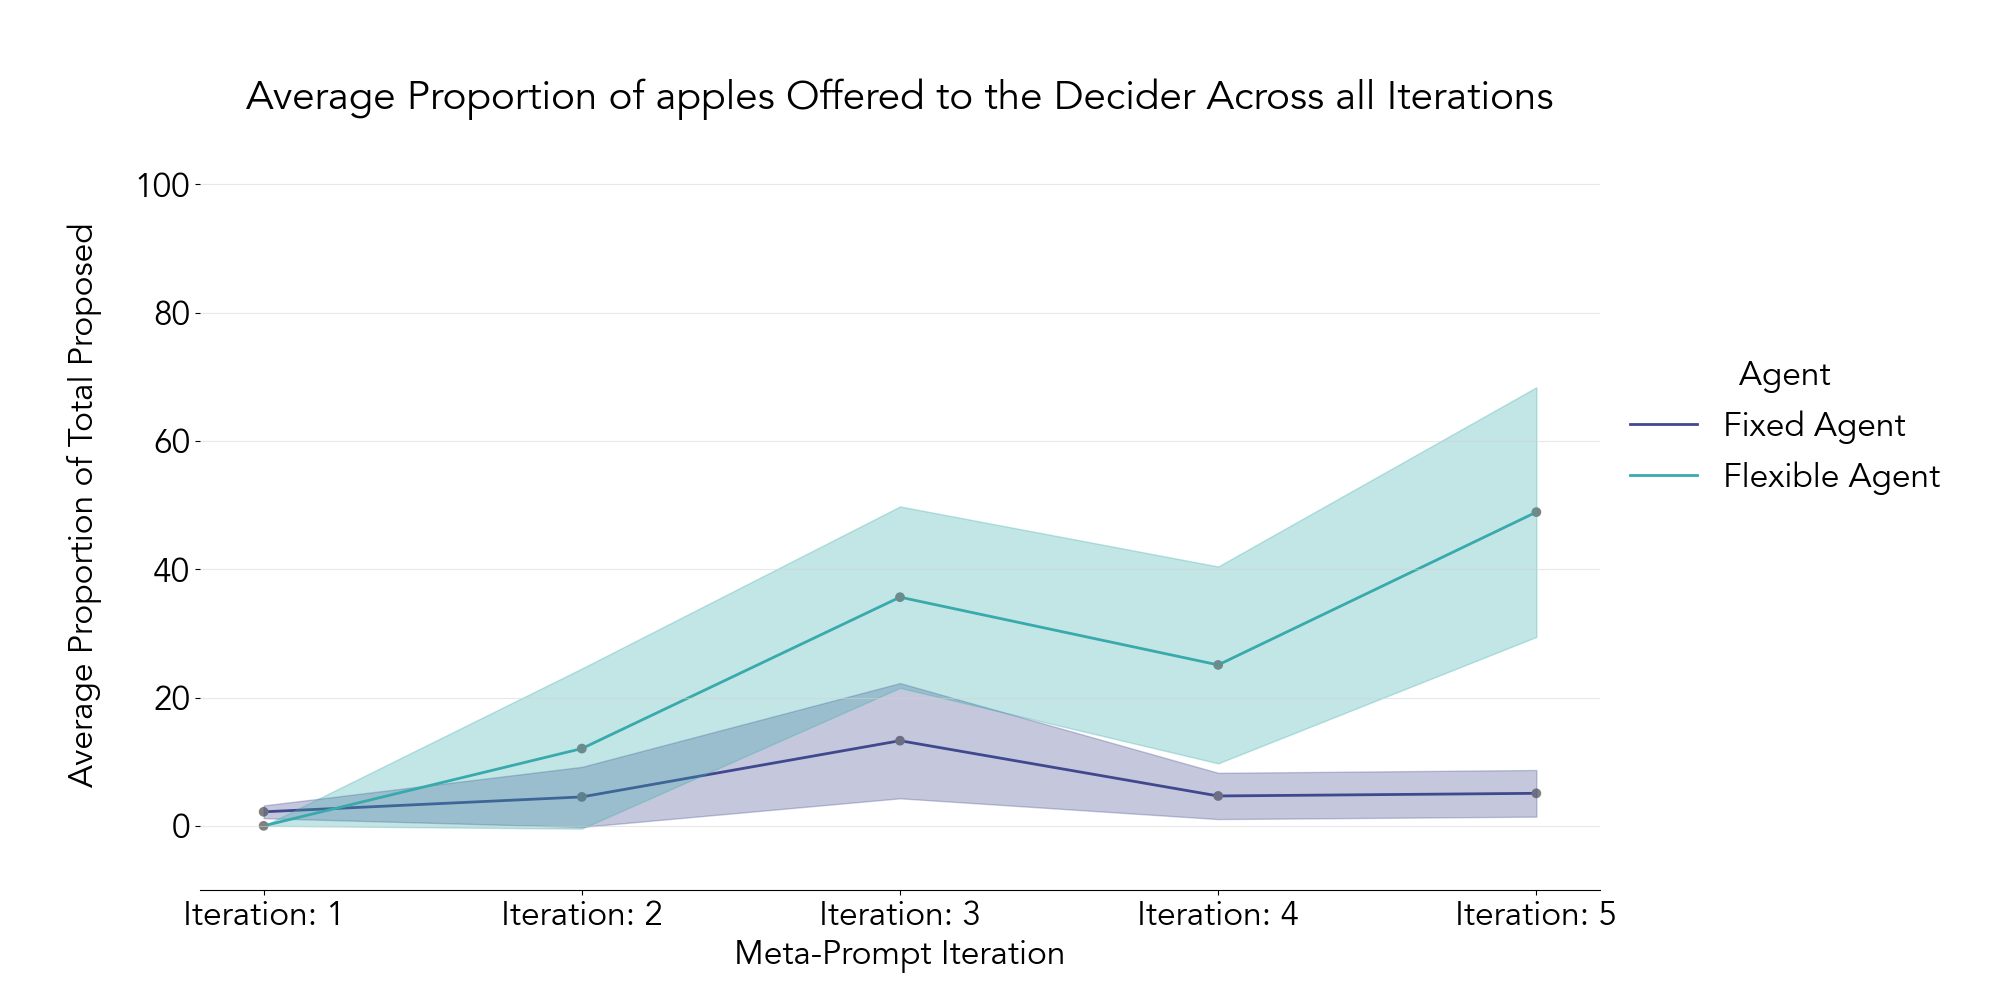 Average Proportion of apples Offered to the Decider Across all Iterations
Average Proportion of Total Proposed
100
80
60
40
20
0
Iteration: 1
Iteration: 2
Iteration: 3
Iteration: 4
Iteration: 5
Meta-Prompt Iteration
Agent
Fixed Agent
Flexible Agent